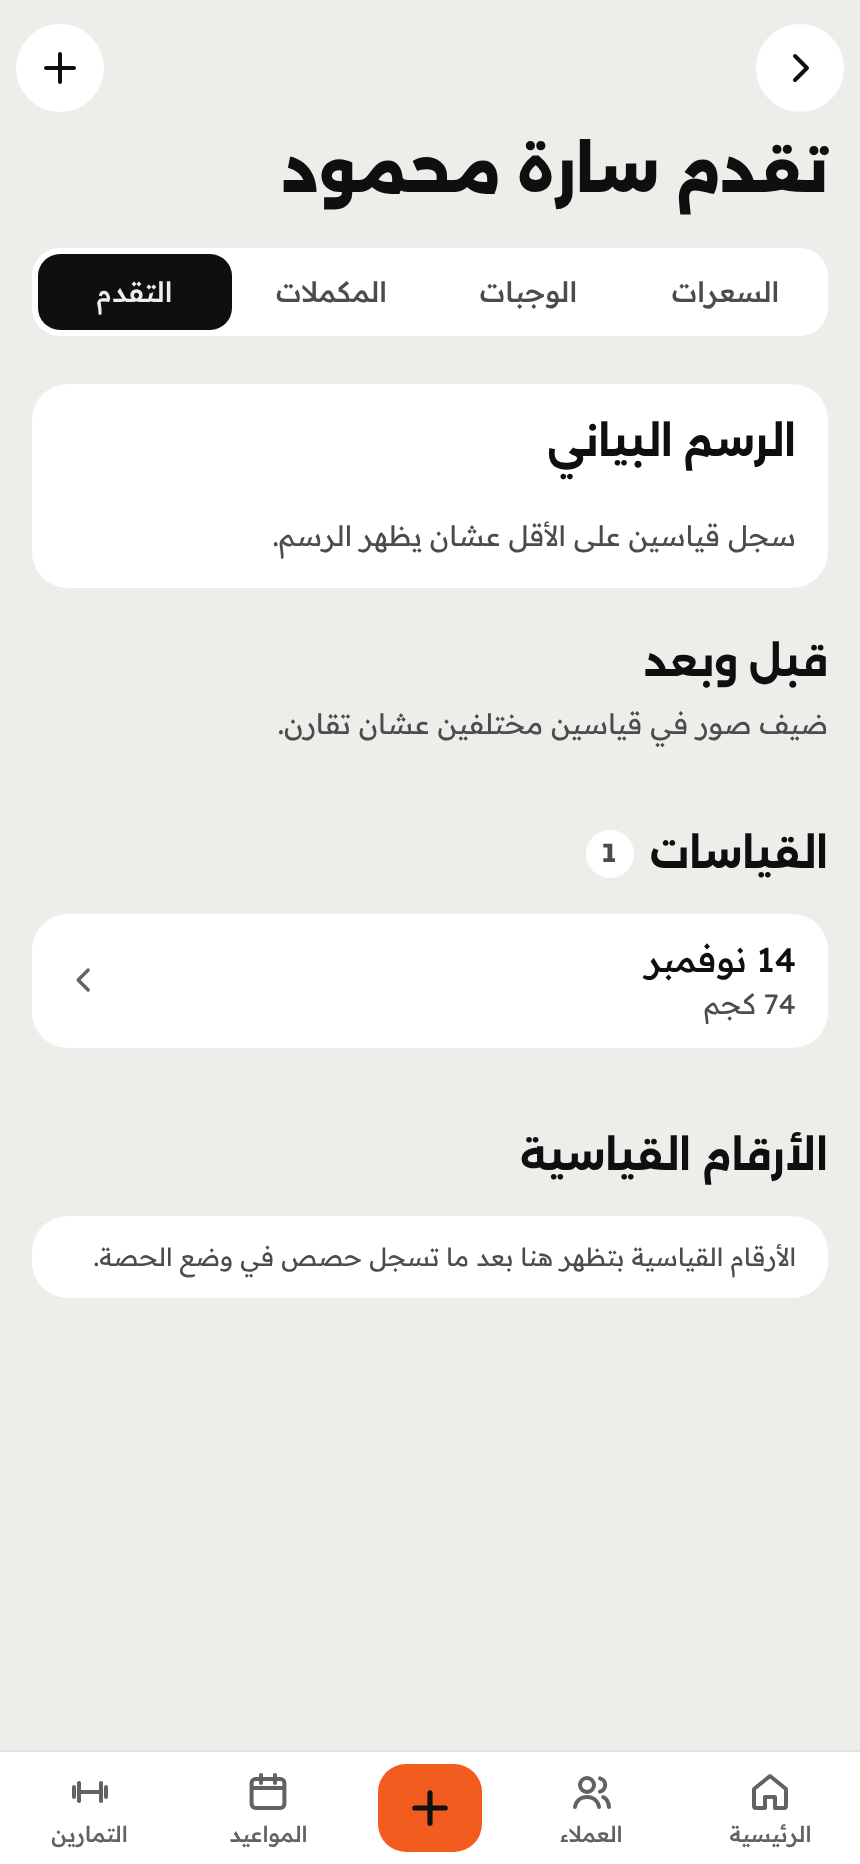 تقدم سارة محمود
السعرات
الوجبات
المكملات
التقدم
الرسم البياني
سجل قياسين على الأقل عشان يظهر الرسم.
قبل وبعد
ضيف صور في قياسين مختلفين عشان تقارن.
القياسات 1
14 نوفمبر
74 كجم
الأرقام القياسية
الأرقام القياسية بتظهر هنا بعد ما تسجل حصص في وضع الحصة.
الرئيسية
العملاء
المواعيد
التمارين